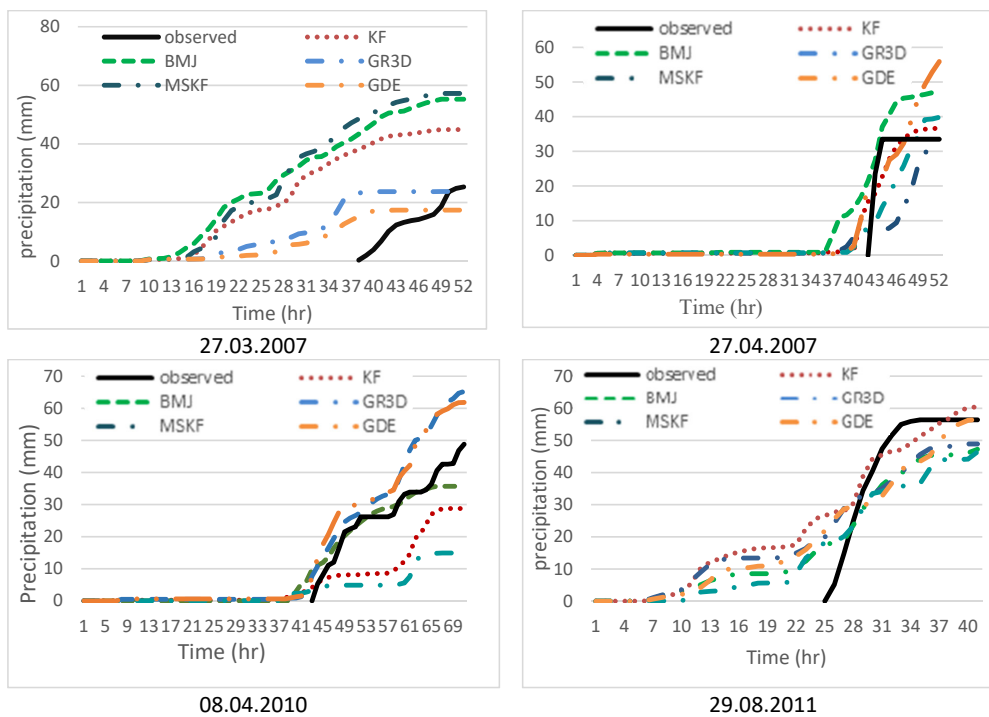 80
60
40
20
0
precipitation (mm)
observed
KF
BMJ
GR3D
MSKF
GDE
1 4 7 10 13 16 19 22 25 28 31 34 37 40 43 46 49 52
Time (hr)
27.03.2007
60
50
40
30
20
10
0
observed
KF
BMJ
GR3D
MSKF
GDE
1 4 7 10 13 16 19 22 25 28 31 34 37 40 43 46 49 52
Time (hr)
27.04.2007
70
60
50
40
30
20
10
0
Precipitation (mm)
observed
KF
BMJ
GR3D
MSKF
GDE
1 5 9 13 17 21 25 29 33 37 41 45 49 53 57 61 65 69
Time (hr)
08.04.2010
70
60
50
40
30
20
10
0
precipitation (mm)
observed
KF
BMJ
GR3D
MSKF
GDE
1 4 7 10 13 16 19 22 25 28 31 34 37 40
Time (hr)
29.08.2011